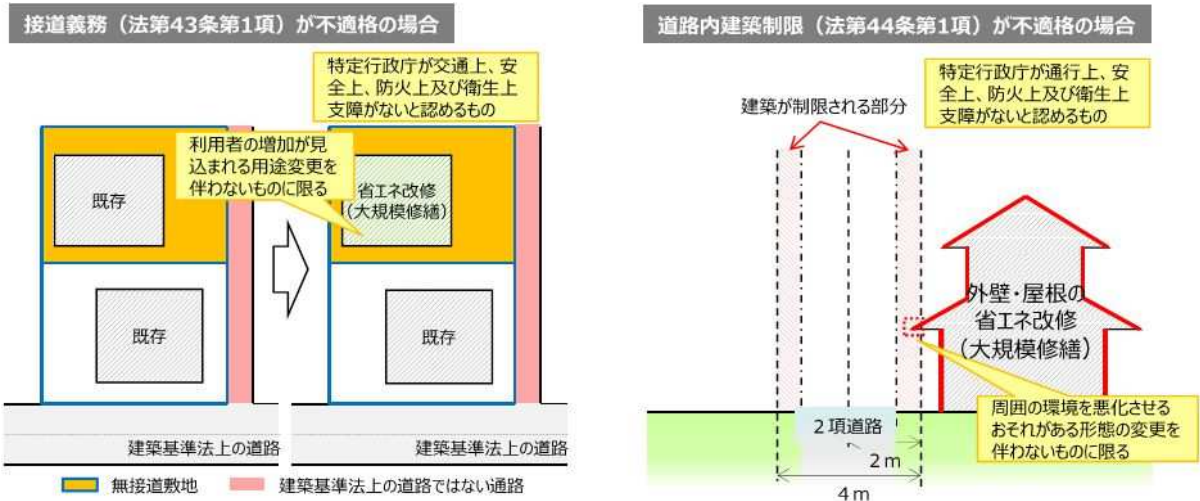 接道義務（法第43条第1項）が不適格の場合
特定行政庁が交通上、安
全上、防火上及び衛生上
支障がないと認めるもの
利用者の増加が見
込まれる用途変更を
伴わないものに限る
既存
省エネ改修
（大規模修繕）
既存
既存
建築基準法上の道路
建築基準法上の道路
無接道敷地
建築基準法上の道路ではない通路
道路内建築制限（法第44条第1項）が不適格の場合
特定行政庁が通行上、安
全上、防火上及び衛生上
支障がないと認めるもの
建築が制限される部分
外壁・屋根の
省エネ改修
（大規模修繕）
周囲の環境を悪化させる
おそれがある形態の変更を
伴わないものに限る
２項道路
２ｍ
４ｍ